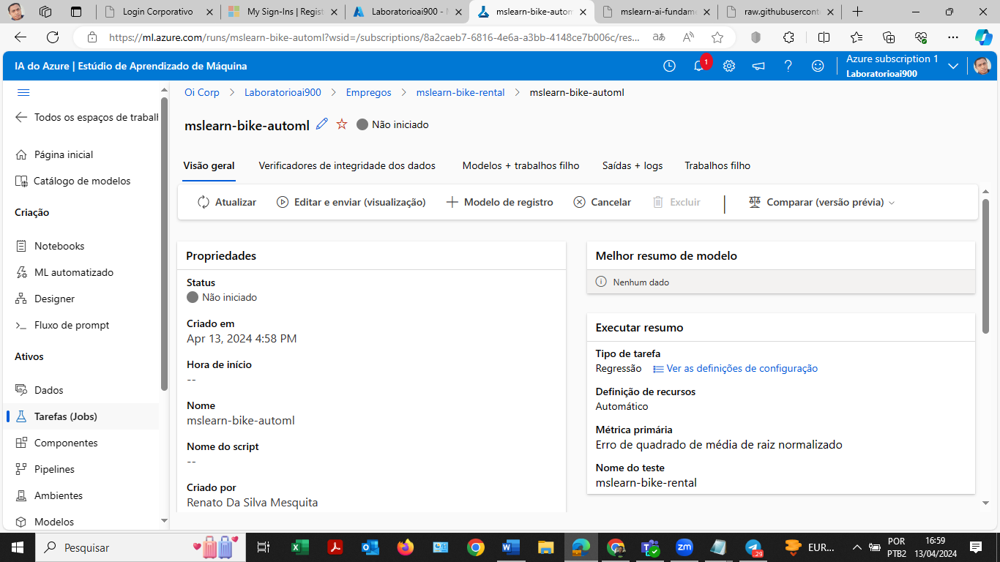 Login Corporativo
My Sign-Ins | Regist
Laboratorioai900 - M
mslearn-bike-autom
mslearn-ai-fundame
raw.githubuserconte
https://ml.azure.com/runs/mslearn-bike-automl?wsid=/subscriptions/8a2caeb7-6816-4e6a-a3bb-4148ce7b006c/res...
IA do Azure | Estúdio de Aprendizado de Máquina
1
Azure subscription 1
Laboratorioai900
Todos os espaços de trabalh
Página inicial
Catálogo de modelos
Criação
Notebooks
ML automatizado
Designer
Fluxo de prompt
Ativos
Dados
Tarefas (Jobs)
Componentes
Pipelines
Ambientes
Modelos
Oi Corp > Laboratorioai900 > Empregos > mslearn-bike-rental > mslearn-bike-automl
mslearn-bike-automl Não iniciado
Visão geral Verificadores de integridade dos dados Modelos + trabalhos filho Saídas + logs Trabalhos filho
Atualizar Editar e enviar (visualização) Modelo de registro Cancelar Excluir Comparar (versão prévia)
Propriedades
Status
Não iniciado
Criado em
Apr 13, 2024 4:58 PM
Hora de início
--
Nome
mslearn-bike-automl
Nome do script
--
Criado por
Renato Da Silva Mesquita
Melhor resumo de modelo
Nenhum dado
Executar resumo
Tipo de tarefa
Regressão Ver as definições de configuração
Definição de recursos
Automático
Métrica primária
Erro de quadrado de média de raiz normalizado
Nome do teste
mslearn-bike-rental
Pesquisar
zm
.29
EUR...
POR
PTB2
16:59
13/04/2024